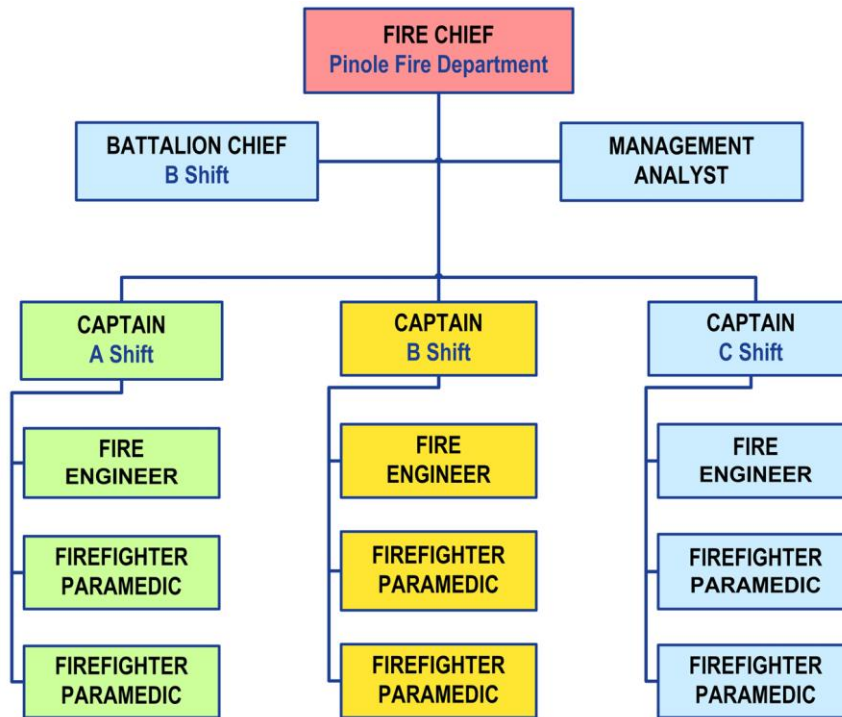 FIRE CHIEF
Pinole Fire Department
BATTALION CHIEF
B Shift
MANAGEMENT
ANALYST
CAPTAIN
A Shift
CAPTAIN
B Shift
CAPTAIN
C Shift
FIRE
ENGINEER
FIRE
ENGINEER
FIRE
ENGINEER
FIREFIGHTER
PARAMEDIC
FIREFIGHTER
PARAMEDIC
FIREFIGHTER
PARAMEDIC
FIREFIGHTER
PARAMEDIC
FIREFIGHTER
PARAMEDIC
FIREFIGHTER
PARAMEDIC